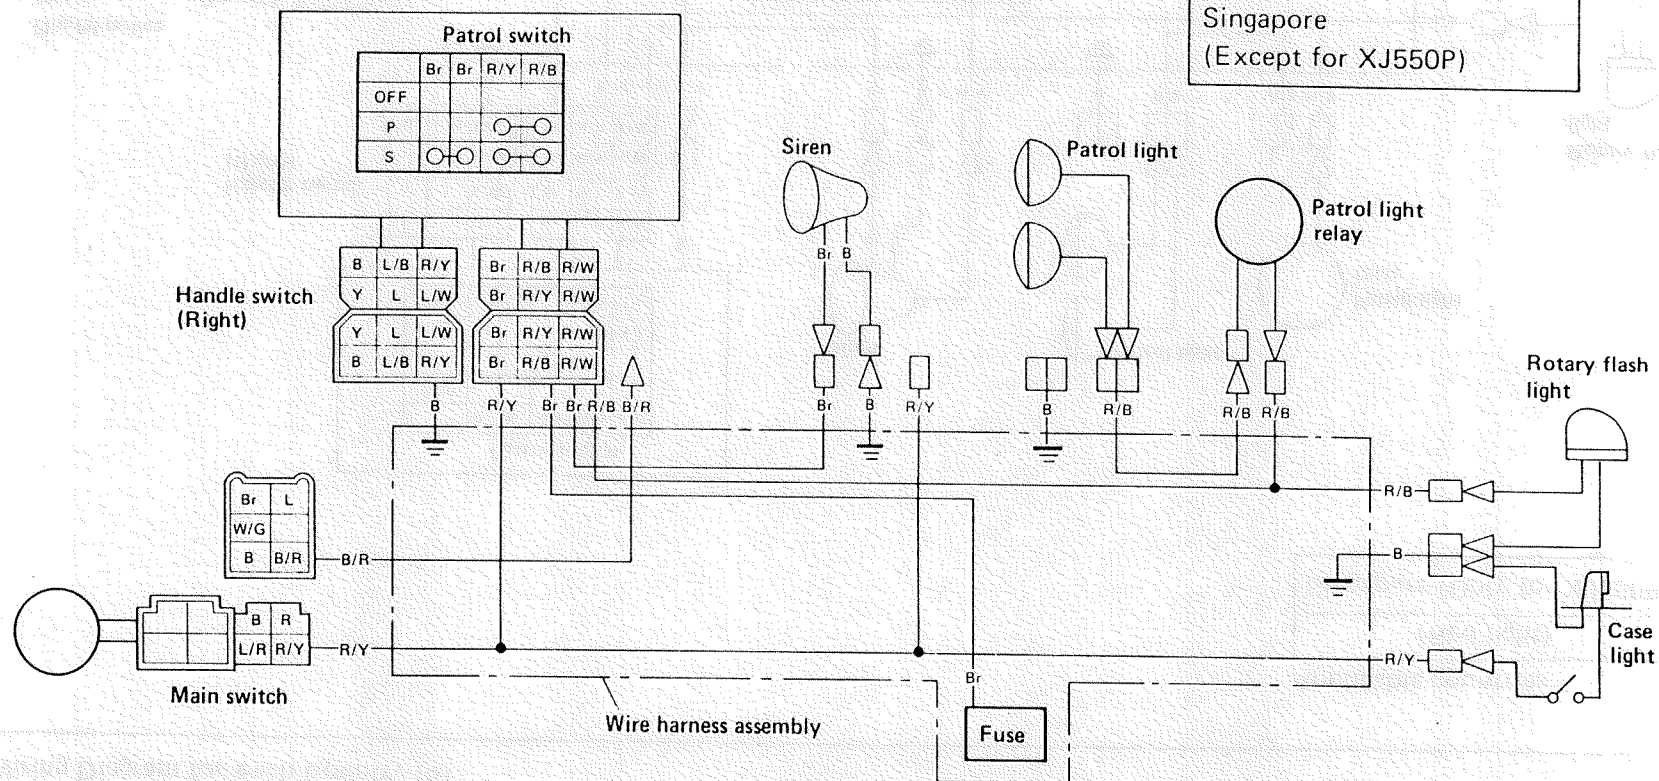 Singapore
(Except for XJ550P)
Patrol switch
Br Br R/Y R/B
OFF
P
S
Siren
Patrol light
Patrol light
relay
Br B
Handle switch
(Right)
B L/B R/Y
Y L L/W
Y L L/W
B L/B R/Y
Br R/B R/W
Br R/Y R/W
Br R/Y R/W
Br R/B R/W
B R/Y Br Br R/B B/R Br B R/Y B R/B R/B R/B
Rotary flash
light
Br L
W/G
B B/R
B/R
R/B
B
B R
L/R R/Y
R/Y
R/Y
Case
light
Main switch
Br
Wire harness assembly
Fuse